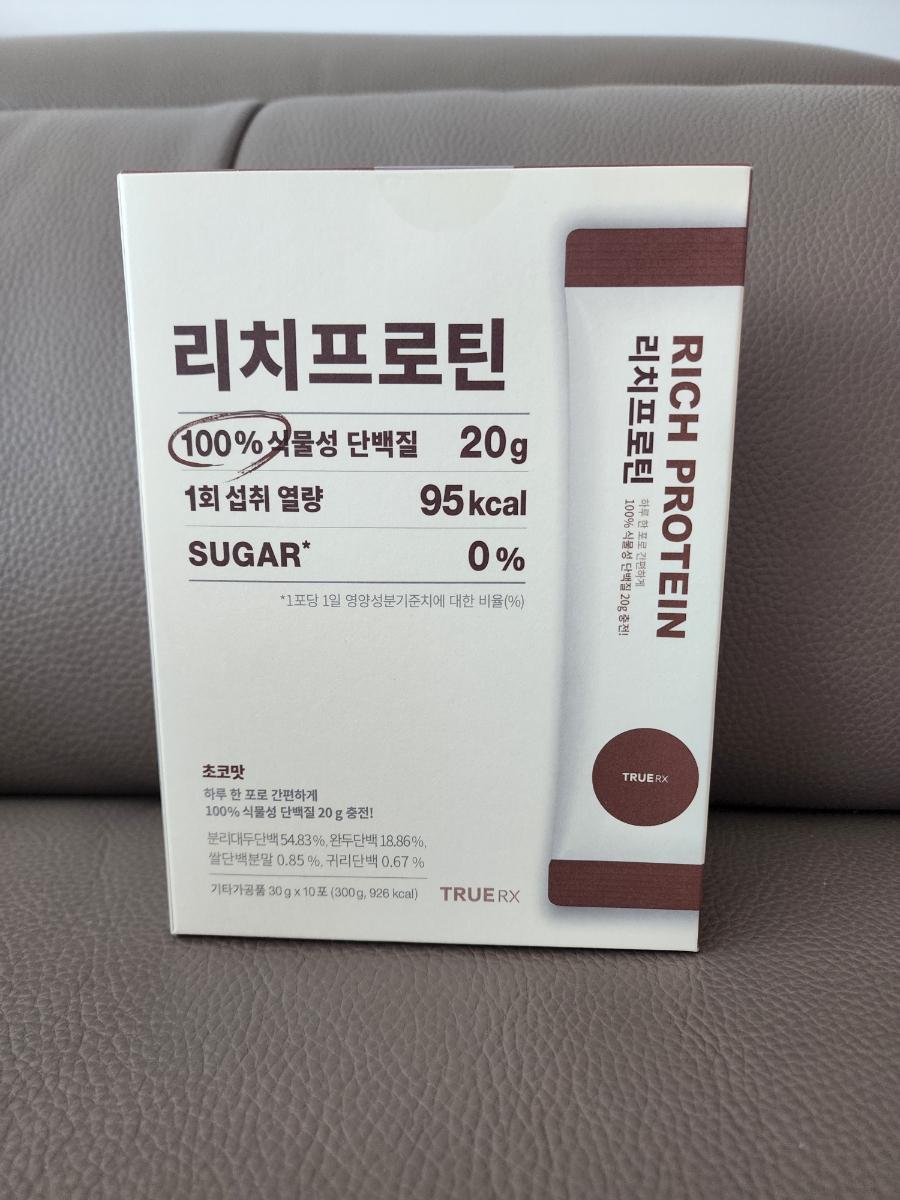 리치프로틴
100% 식물성 단백질 20g
1회 섭취 열량 95kcal
SUGAR* 0%
*1포당 1일 영양성분기준치에 대한 비율(%)
초코맛
하루 한 포로 간편하게
100% 식물성 단백질 20 g 충전!
분리대두단백 54.83%, 완두단백 18.86%,
쌀단백분말 0.85 %, 귀리단백 0.67 %
기타가공품 30 g x 10 포 (300 g, 926 kcal)
TRUE RX
RICH PROTEIN
리치프로틴
하루 한 포로 간편하게
100% 식물성 단백질 20g 충전!
TRUE RX